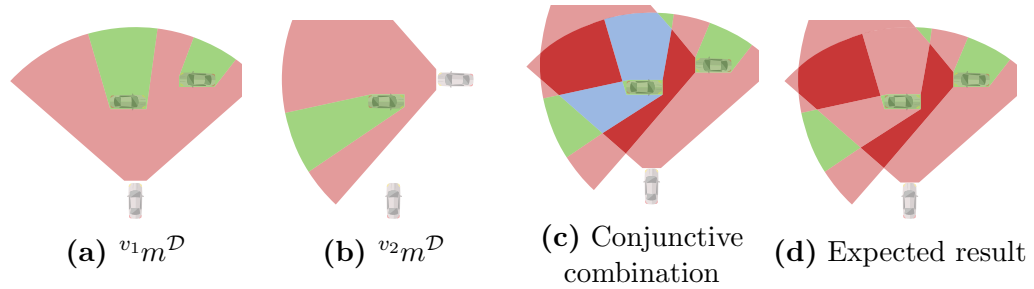 (a) ᵛ¹m𝒟
(b) ᵛ²m𝒟
(c) Conjunctive
combination
(d) Expected result